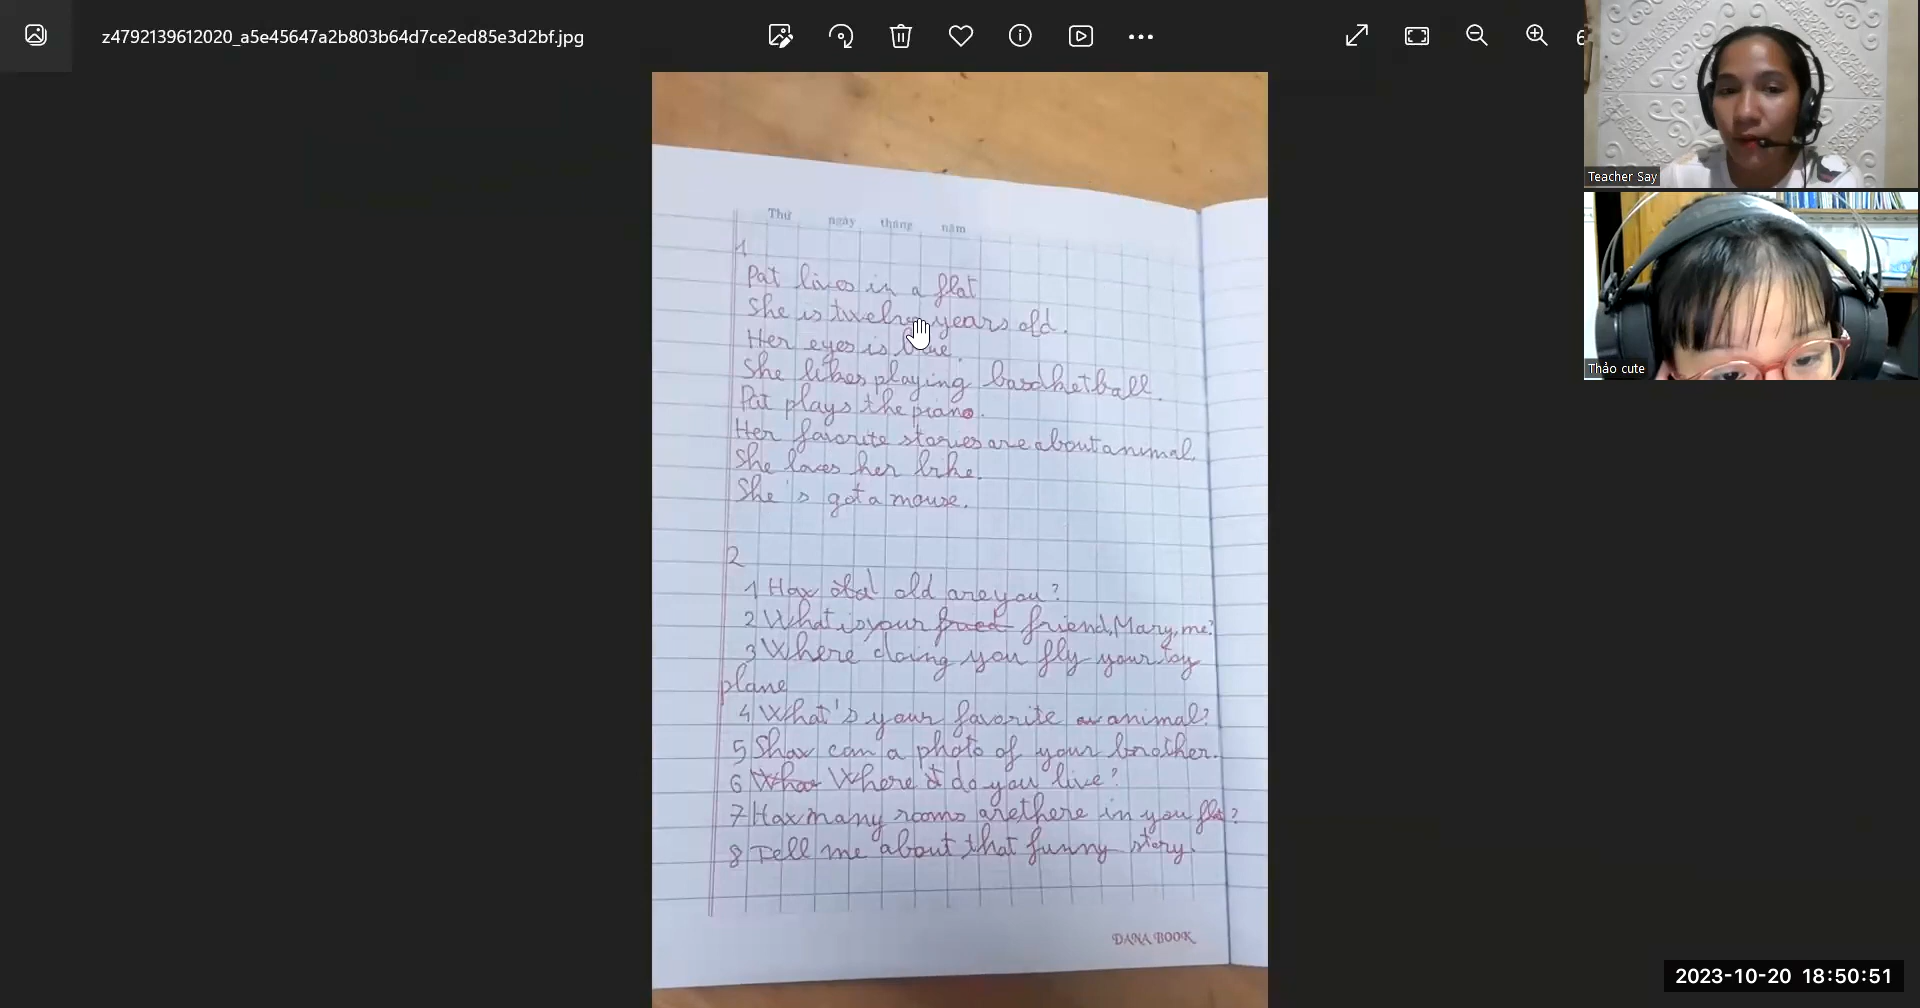 z4792139612020_a5e45647a2b803b64d7ce2ed85e3d2bf.jpg
Teacher Say
Thảo cute
Thứ ngày tháng năm
1
Pat lives in a flat
She is twelve years old.
Her eyes is blue.
She likes playing basdketball.
Pat plays the piano.
Her favorite stories are about animal.
She loves her bike.
She's got a mouse.
2
1 How old are you?
2 What is your friend, Mary, me?
3 Where doing you fly your toy
plane
4 What's your favorite animal?
5 Show can a photo of your brother.
6 Where do you live?
7 How many rooms are there in you flat?
8 Tell me about that funny story.
DANA BOOK
2023-10-20 18:50:51